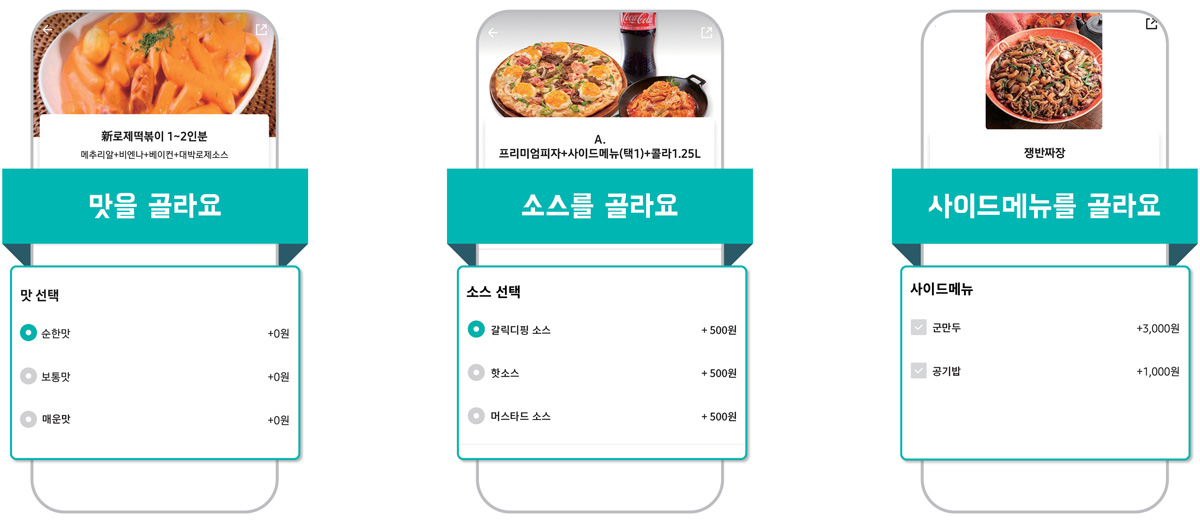 新로제떡볶이 1~2인분
메추리알+비엔나+베이컨+대박로제소스
맛을 골라요
맛 선택
순한맛 +0원
보통맛 +0원
매운맛 +0원
Coca-Cola
A.
프리미엄피자+사이드메뉴(택1)+콜라1.25L
소스를 골라요
소스 선택
갈릭디핑 소스 + 500원
핫소스 + 500원
머스타드 소스 + 500원
쟁반짜장
사이드메뉴를 골라요
사이드메뉴
군만두 +3,000원
공기밥 +1,000원